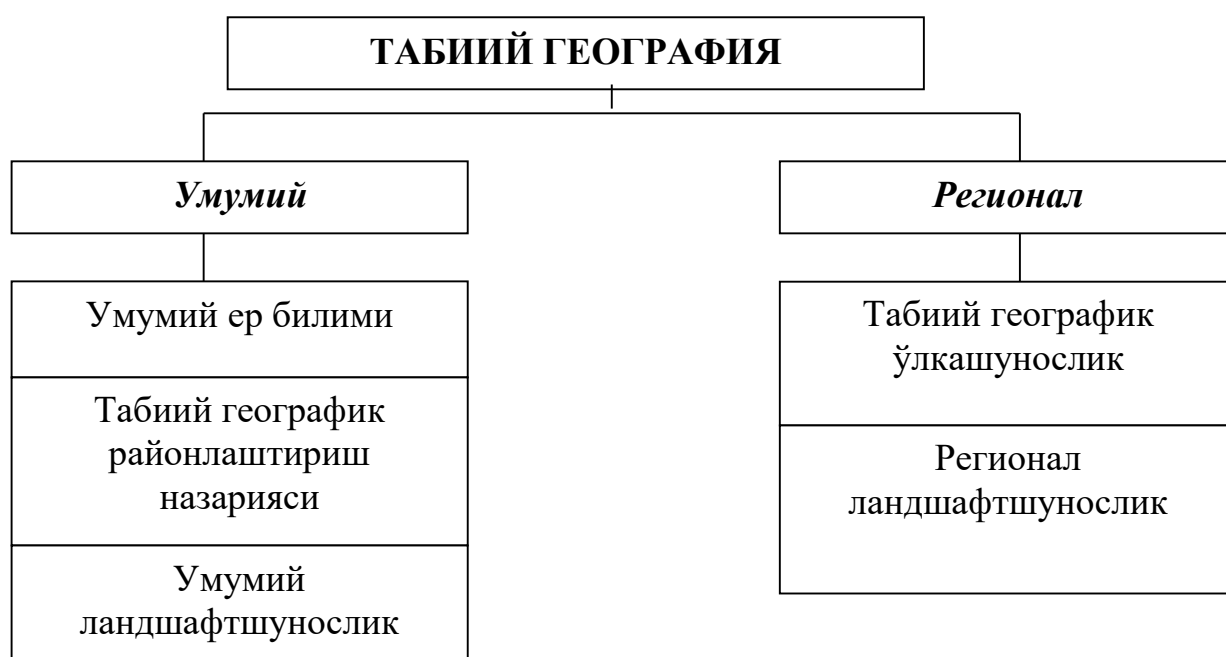 ТАБИИЙ ГЕОГРАФИЯ
Умумий
Умумий ер билими
Табиий географик
районлаштириш
назарияси
Умумий
ландшафтшунослик
Регионал
Табиий географик
ўлкашунослик
Регионал
ландшафтшунослик